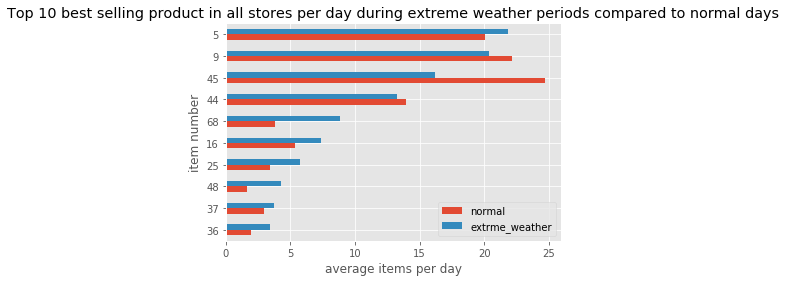 Top 10 best selling product in all stores per day during extreme weather periods compared to normal days
item number
5
9
45
44
68
16
25
48
37
36
normal
extrme_weather
0 5 10 15 20 25
average items per day